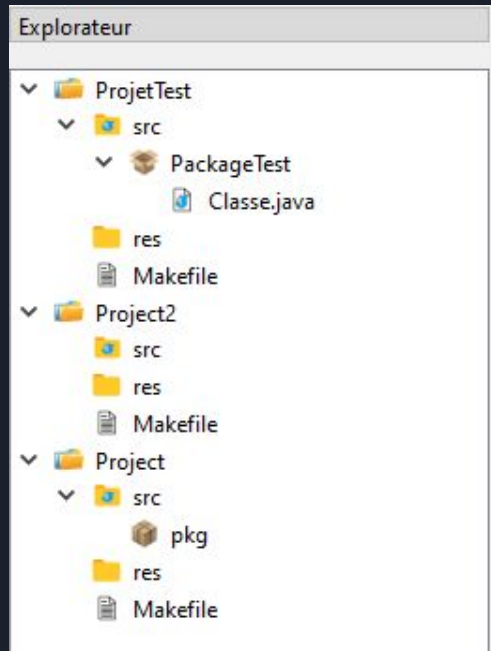 Explorateur
ProjetTest
src
PackageTest
Classe.java
res
Makefile
Project2
src
res
Makefile
Project
src
pkg
res
Makefile